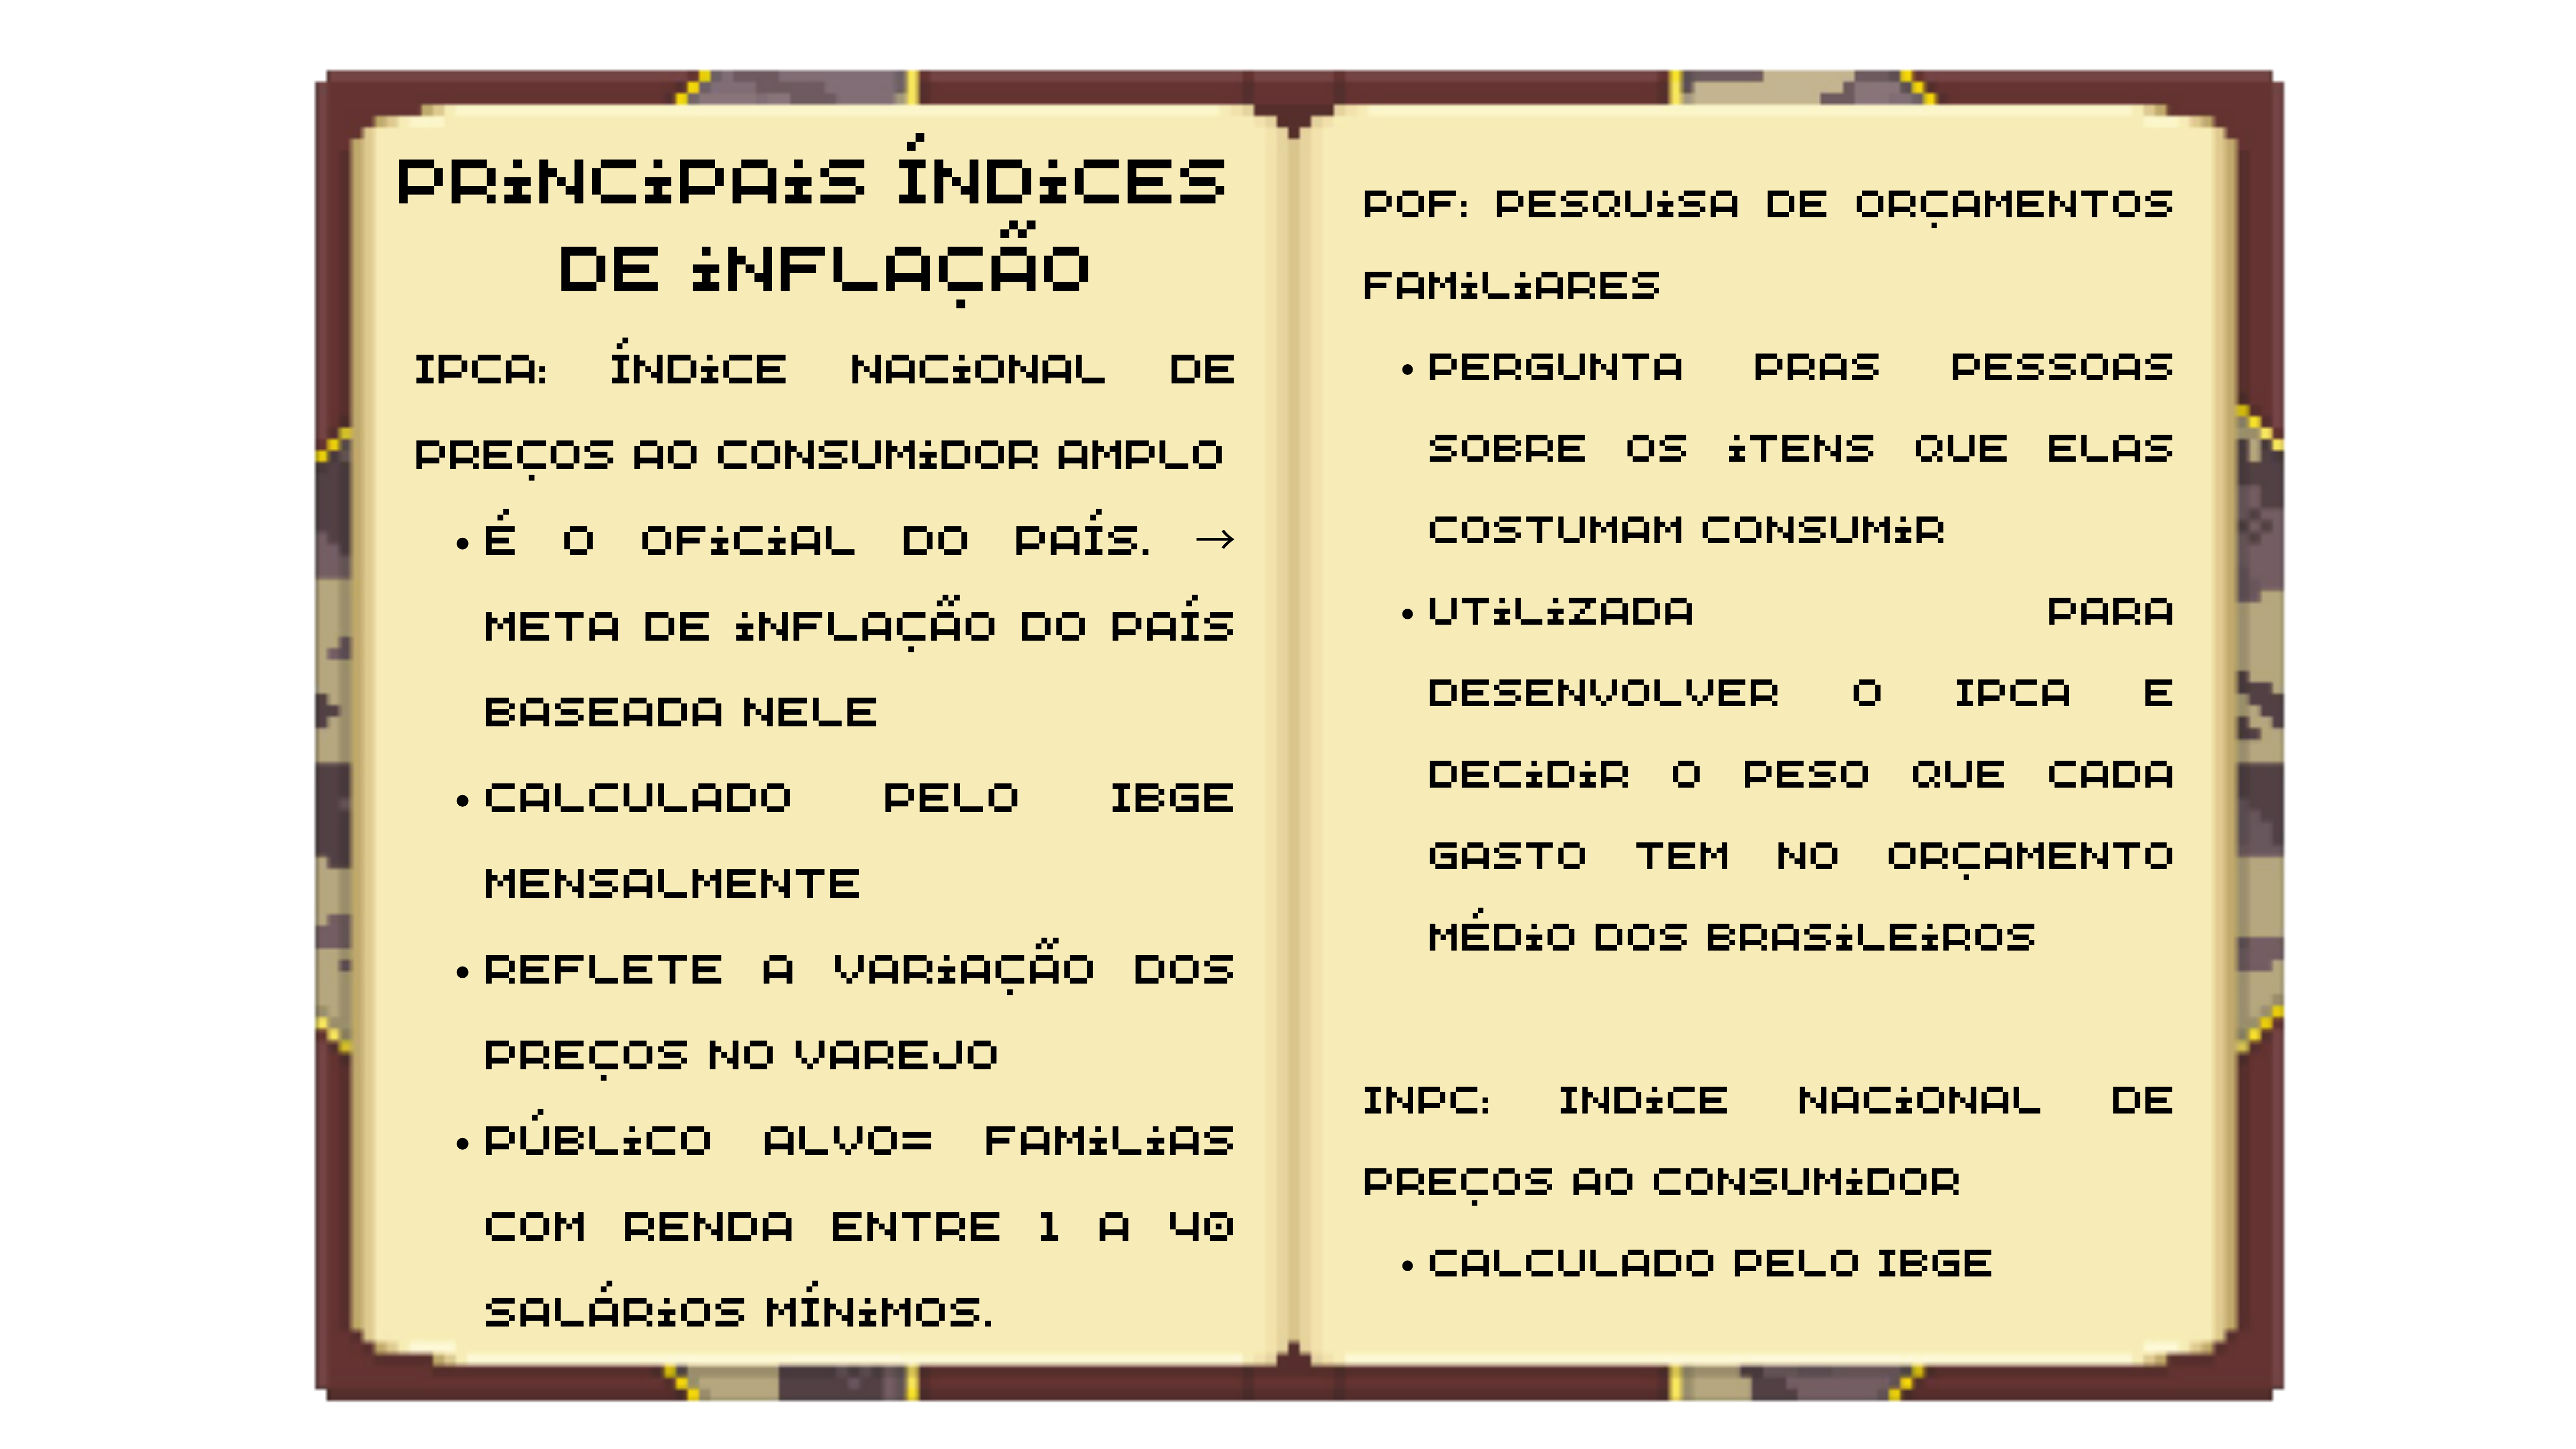 PRINCIPAIS ÍNDICES
DE INFLAÇÃO
IPCA: ÍNDICE NACIONAL DE
PREÇOS AO CONSUMIDOR AMPLO
• É O OFICIAL DO PAÍS. →
META DE INFLAÇÃO DO PAÍS
BASEADA NELE
• CALCULADO PELO IBGE
MENSALMENTE
• REFLETE A VARIAÇÃO DOS
PREÇOS NO VAREJO
• PÚBLICO ALVO= FAMILIAS
COM RENDA ENTRE 1 A 40
SALÁRIOS MÍNIMOS.
POF: PESQUISA DE ORÇAMENTOS
FAMILIARES
• PERGUNTA PRAS PESSOAS
SOBRE OS ITENS QUE ELAS
COSTUMAM CONSUMIR
• UTILIZADA PARA
DESENVOLVER O IPCA E
DECIDIR O PESO QUE CADA
GASTO TEM NO ORÇAMENTO
MÉDIO DOS BRASILEIROS
INPC: INDICE NACIONAL DE
PREÇOS AO CONSUMIDOR
• CALCULADO PELO IBGE